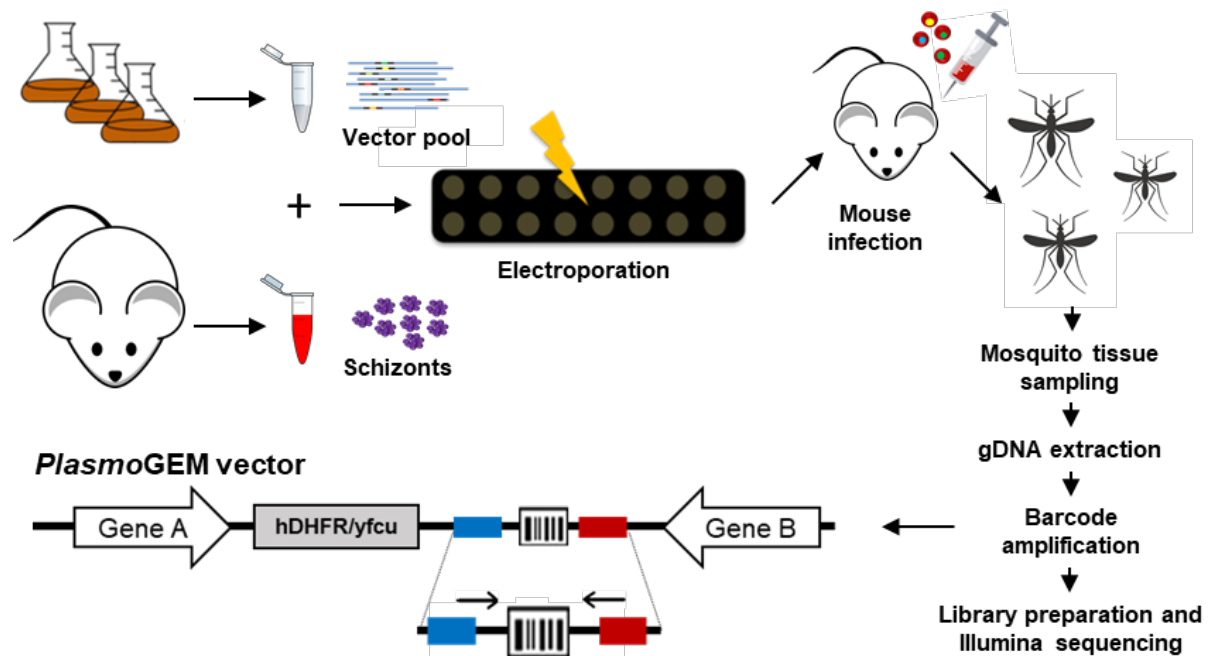 Vector pool
+
Electroporation
Schizonts
Mouse
infection
Mosquito tissue
sampling
gDNA extraction
Barcode
amplification
Library preparation and
Illumina sequencing
PlasmoGEM vector
Gene A
hDHFR/yfcu
Gene B